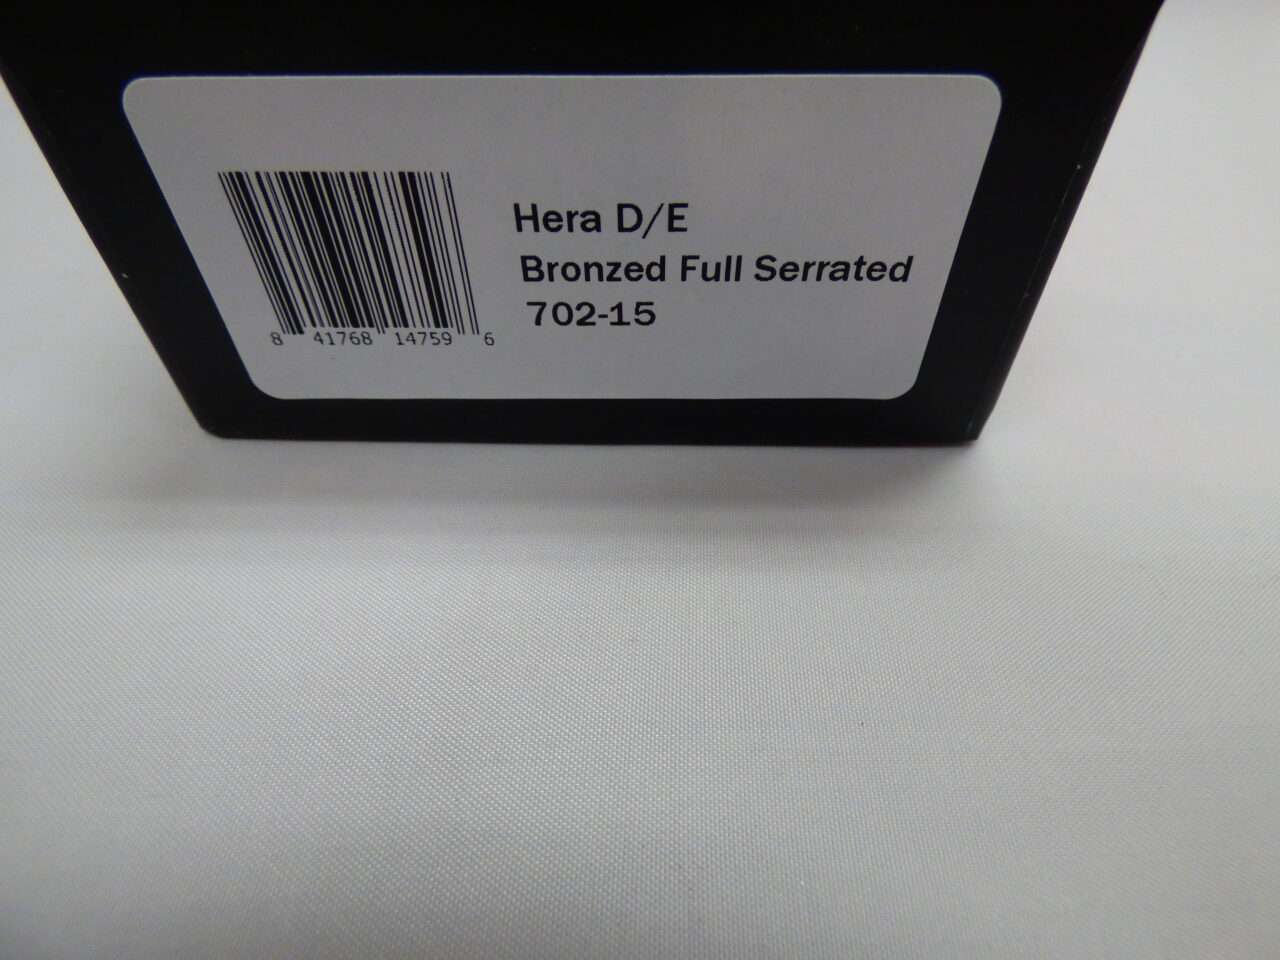 Hera D/E
Bronzed Full Serrated
702-15
8 41768 14759 6